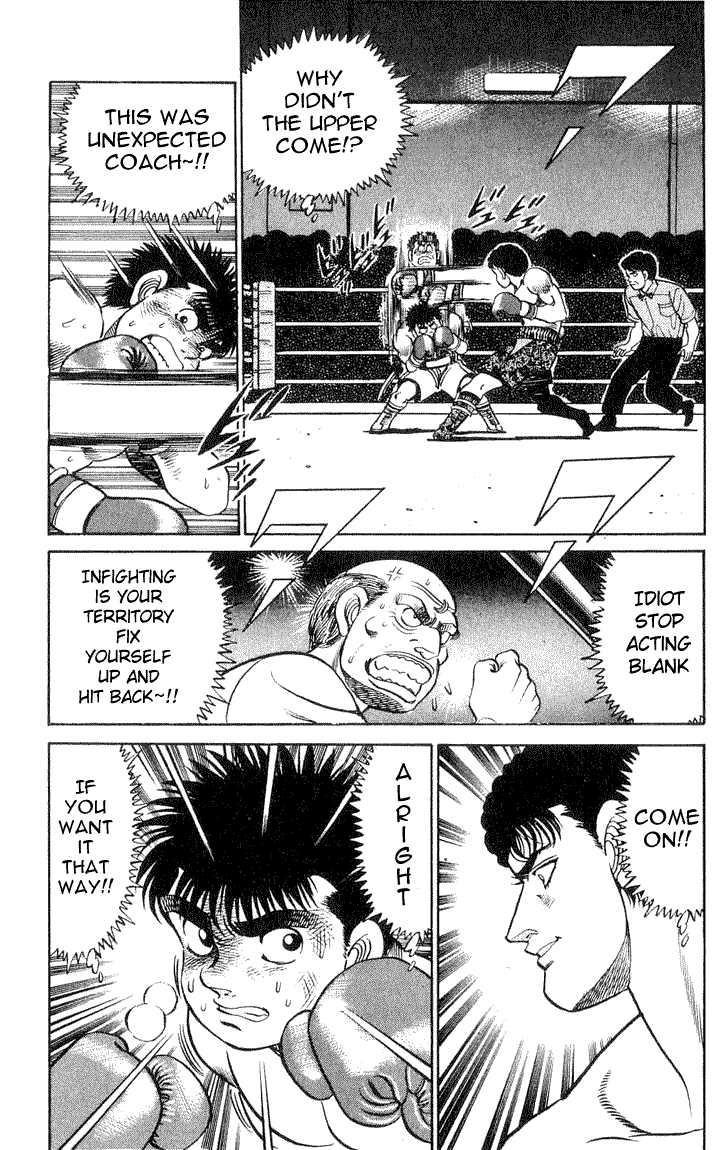 WHY
DIDN'T
THE UPPER
COME!?
THIS WAS
UNEXPECTED
COACH~!!
IDIOT
STOP
ACTING
BLANK
INFIGHTING
IS YOUR
TERRITORY
FIX
YOURSELF
UP AND
HIT BACK~!!
COME
ON!!
ALRIGHT
IF
YOU
WANT
IT
THAT
WAY!!